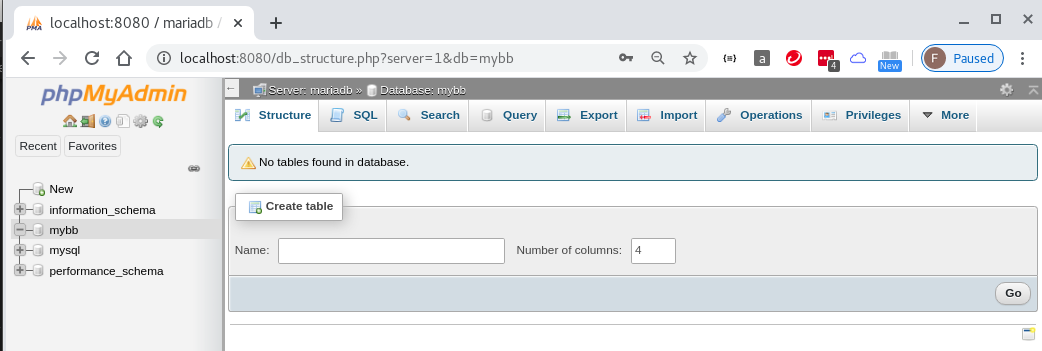 PMA localhost:8080 / mariadb /
localhost:8080/db_structure.php?server=1&db=mybb
{≡} a 4 New F Paused
phpMyAdmin
Recent Favorites
New
information_schema
mybb
mysql
performance_schema
Server: mariadb » Database: mybb
Structure SQL Search Query Export Import Operations Privileges More
No tables found in database.
Create table
Name: Number of columns: 4
Go